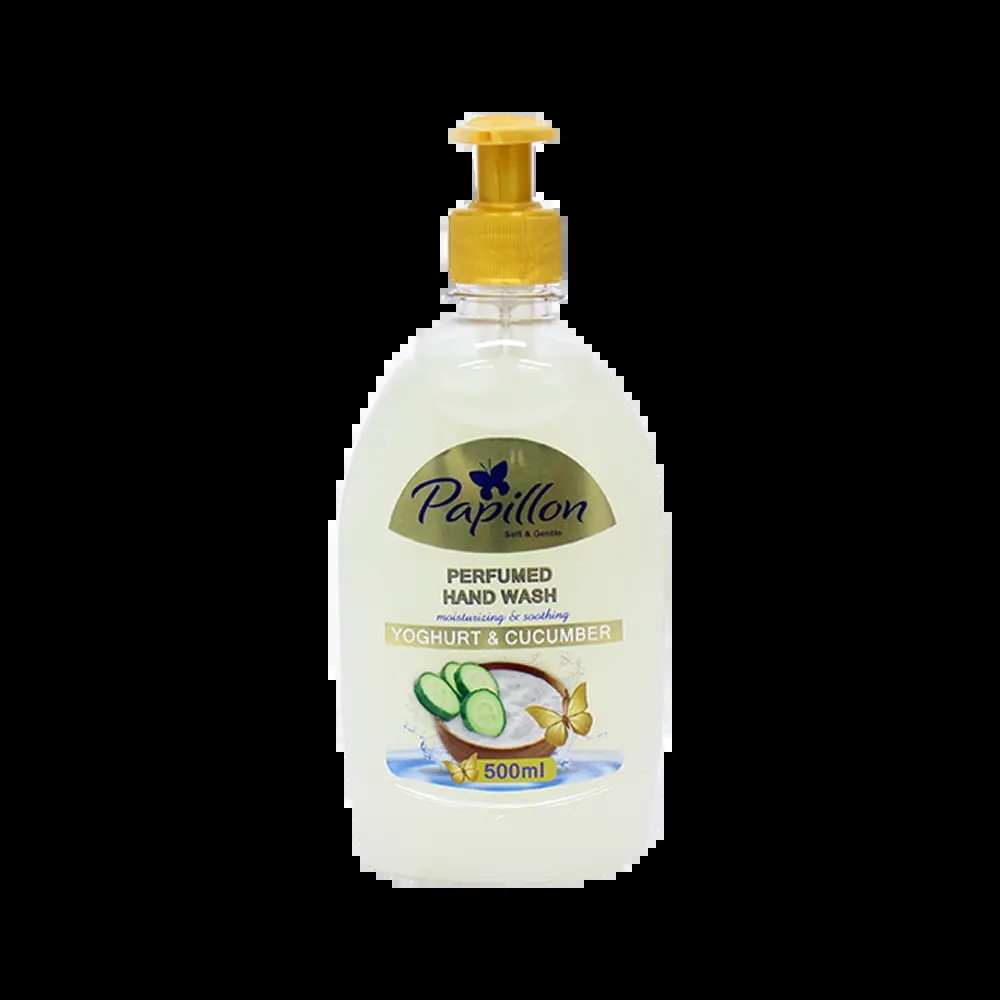 Papillon
Soft & Gentle
PERFUMED
HAND WASH
moisturizing & soothing
YOGHURT & CUCUMBER
500ml